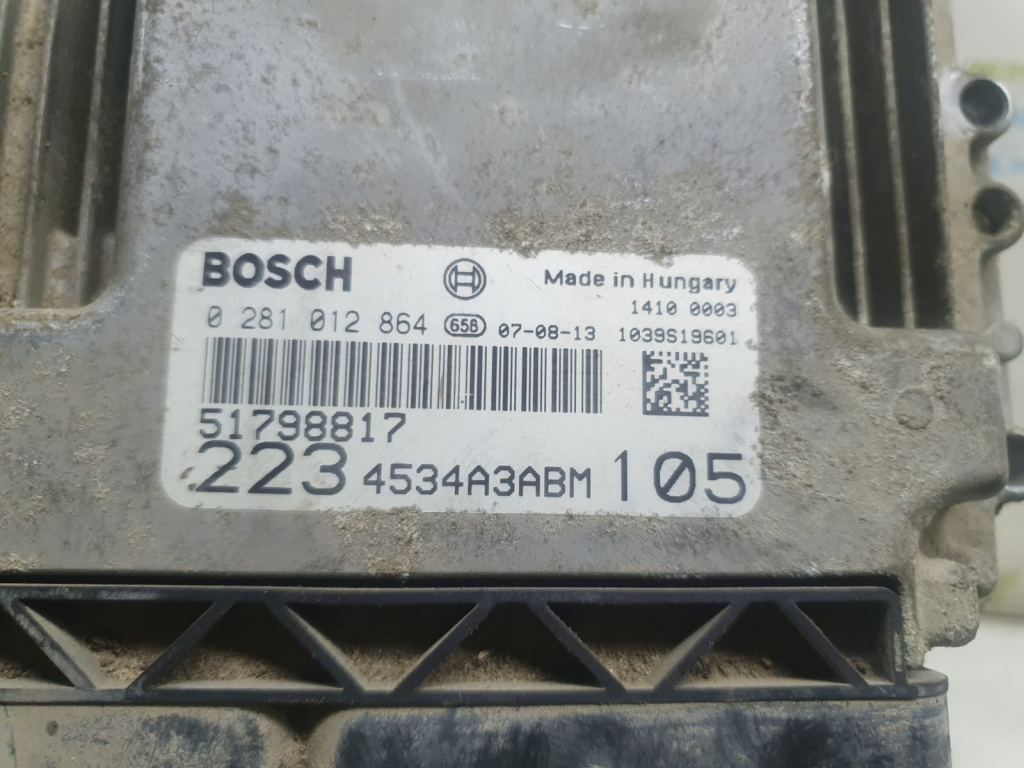 BOSCH Made in Hungary
1410 0003
0 281 012 864 658 07-08-13 1039S19601
51798817
223 4534A3ABM 105